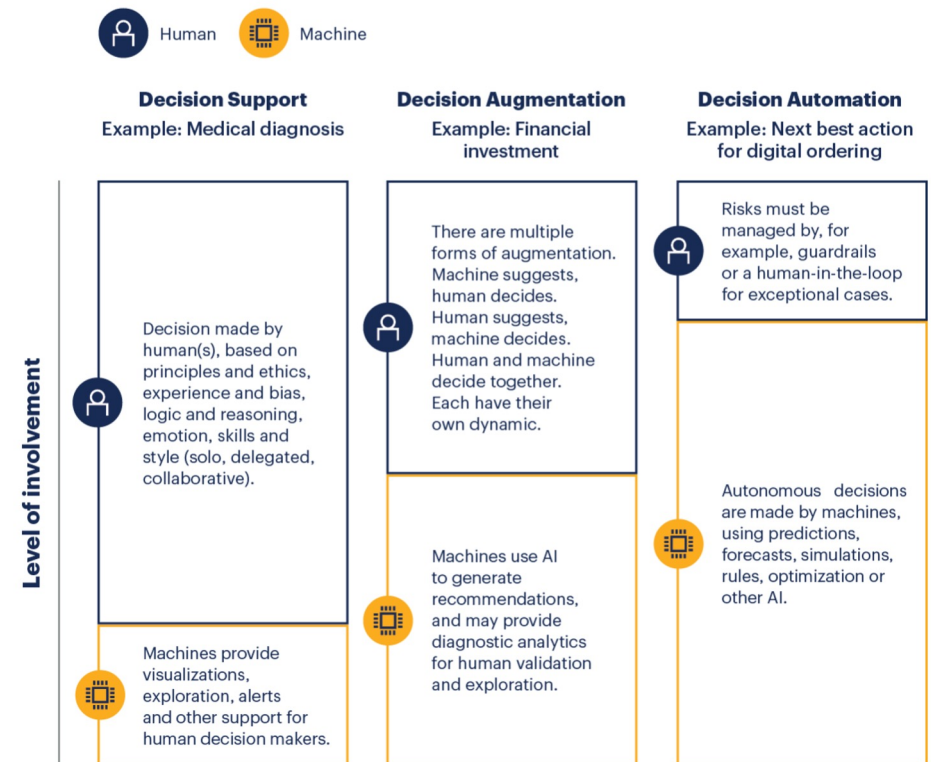 Human
Machine
Decision Support
Example: Medical diagnosis
Decision Augmentation
Example: Financial
investment
Decision Automation
Example: Next best action
for digital ordering
Level of involvement
Decision made by
human(s), based on
principles and ethics,
experience and bias,
logic and reasoning,
emotion, skills and
style (solo, delegated,
collaborative).
Machines provide
visualizations,
exploration, alerts
and other support for
human decision makers.
There are multiple
forms of augmentation.
Machine suggests,
human decides.
Human suggests,
machine decides.
Human and machine
decide together.
Each have their
own dynamic.
Machines use AI
to generate
recommendations,
and may provide
diagnostic analytics
for human validation
and exploration.
Risks must be
managed by, for
example, guardrails
or a human-in-the-loop
for exceptional cases.
Autonomous decisions
are made by machines,
using predictions,
forecasts, simulations,
rules, optimization or
other AI.